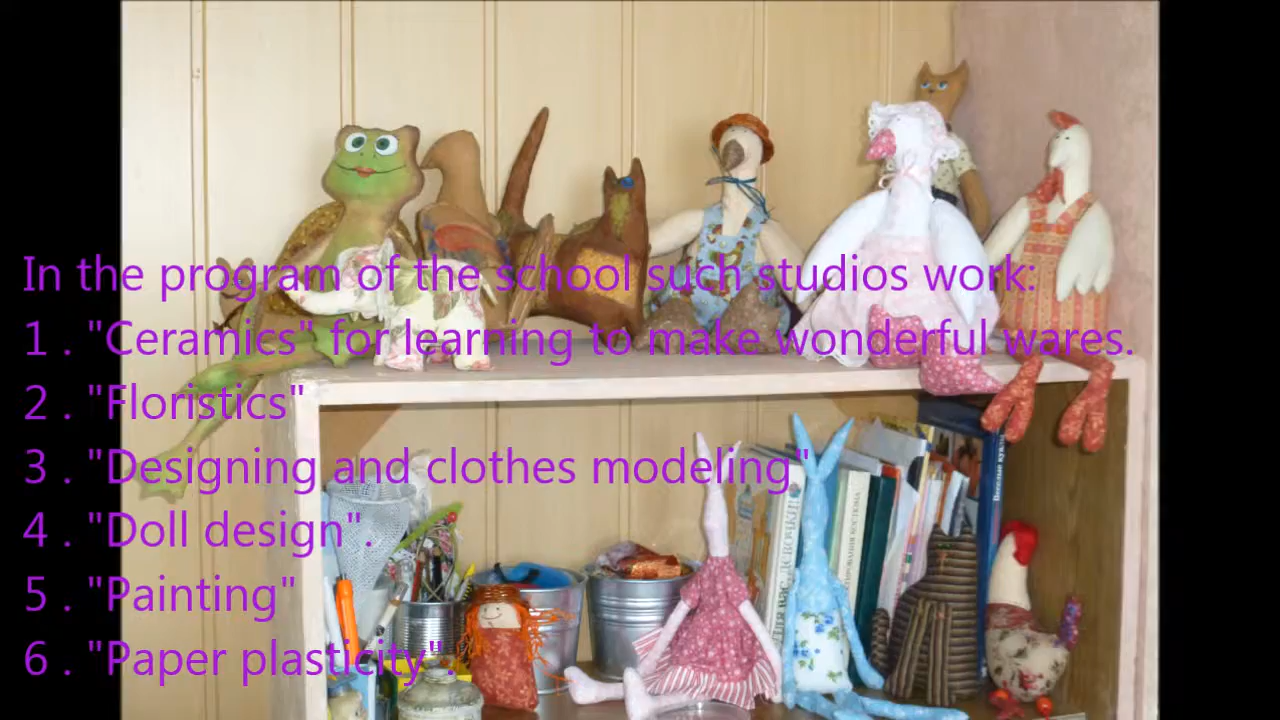 In the program of the school such studios work:
1 . "Ceramics" for learning to make wonderful wares.
2 . "Floristics"
3 . "Designing and clothes modeling"
4 . "Doll design".
5 . "Painting"
6 . "Paper plasticity".